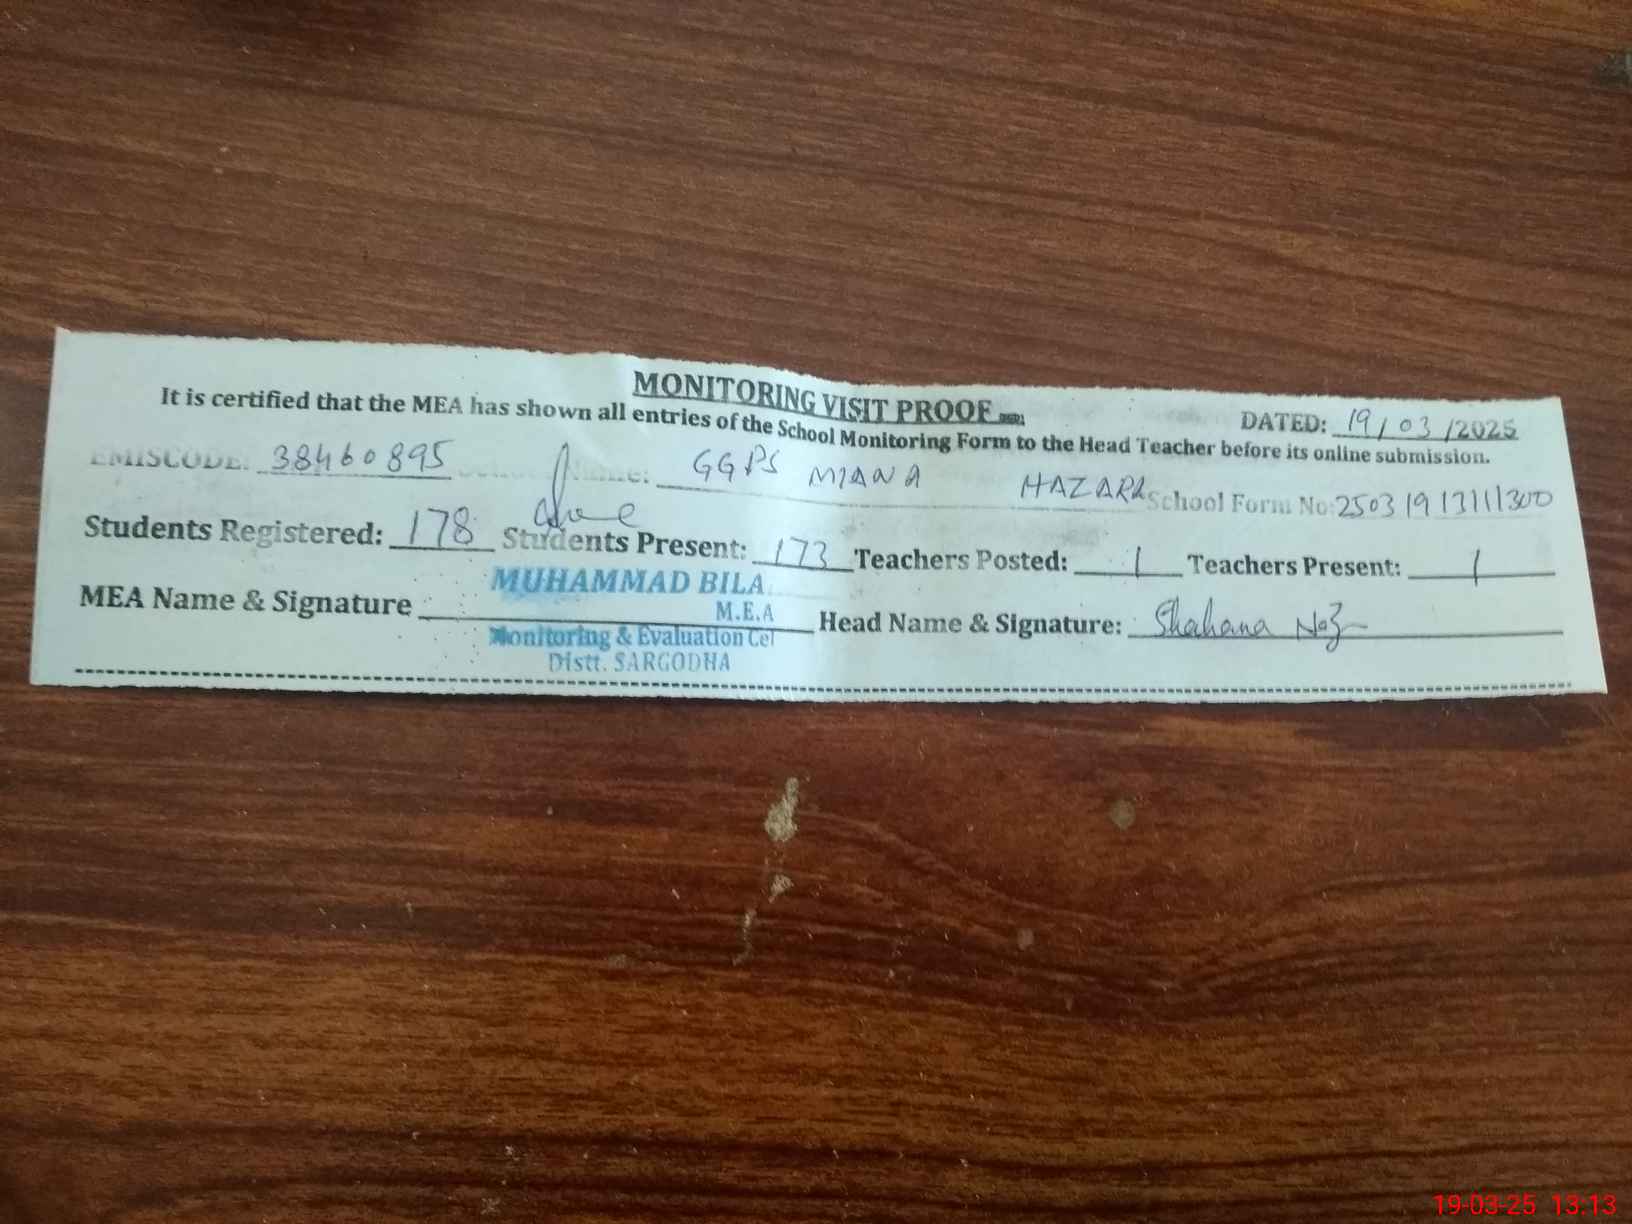 MONITORING VISIT PROOF
DATED: 19/03/2025
It is certified that the MEA has shown all entries of the School Monitoring Form to the Head Teacher before its online submission.
EMISCODE: 38460895 School Name: GGPS MIANA HAZARA School Form No:
Students Registered: 178 Students Present: 173 Teachers Posted: 1 Teachers Present: 1
MEA Name & Signature MUHAMMAD BILA Head Name & Signature: Shahana Naz
M.E.A
Monitoring & Evaluation Cel
Distt. SARGODHA
19-03-25 13:13